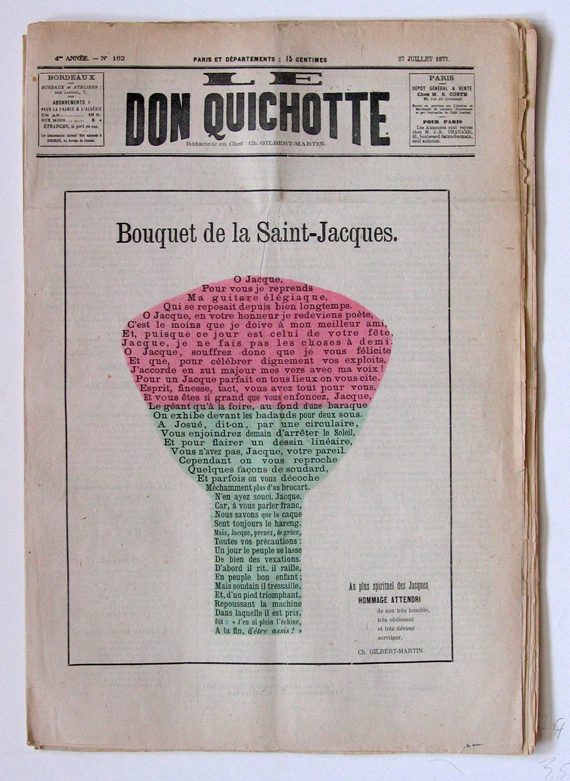 4me ANNÉE. — N° 162
PARIS ET DÉPARTEMENTS : 15 CENTIMES
27 JUILLET 1877.
BORDEAUX
BUREAUX et ATELIERS :
ABONNEMENTS :
POUR LA FRANCE & L'ALGÉRIE
UN AN
SIX MOIS
LE
DON QUICHOTTE
Rédacteur en Chef : Ch. GILBERT-MARTIN.
PARIS
DÉPOT GÉNÉRAL & VENTE
Chez M. S. COSTE
POUR PARIS
Bouquet de la Saint-Jacques.
O Jacque,
Pour vous je reprends
Ma guitare élégiaque,
Qui se reposait depuis bien longtemps.
O Jacque, en votre honneur je redeviens poète,
C'est le moins que je doive à mon meilleur ami,
Et, puisque ce jour est celui de votre fête,
Jacque, je ne fais pas les choses à demi.
O Jacque, souffrez donc que je vous félicite
Et que, pour célébrer dignement vos exploits,
J'accorde en zut majeur mes vers avec ma voix !
Pour un Jacque parfait en tous lieux on vous cite.
Esprit, finesse, tact, vous avez tout pour vous,
Et vous êtes si grand que vous enfoncez, Jacque,
Le géant qu'à la foire, au fond d'une baraque
On exhibe devant les badauds pour deux sous.
A Josué, dit-on, par une circulaire,
Vous enjoindrez demain d'arrêter le Soleil,
Et pour flairer un dessin linéaire,
Vous n'avez pas, Jacque, votre pareil.
Cependant on vous reproche
Quelques façons de soudard,
Et parfois on vous décoche
Méchamment plus d'un brocart.
N'en ayez souci, Jacque.
Car, à vous parler franc,
Nous savons que la caque
Sent toujours le hareng.
Mais, Jacque, prenez, de grâce,
Toutes vos précautions :
Un jour le peuple se lasse
De bien des vexations.
D'abord il rit, il raille,
En peuple bon enfant ;
Mais soudain il tressaille,
Et, d'un pied triomphant,
Repoussant la machine
Dans laquelle il est pris,
Dit : « J'en ai plein l'échine,
A la fin, d'être assis ! »
Au plus spirituel des Jacques,
HOMMAGE ATTENDRI
de son très humble,
très obéissant
et très dévoué
serviteur,
Ch. GILBERT-MARTIN.